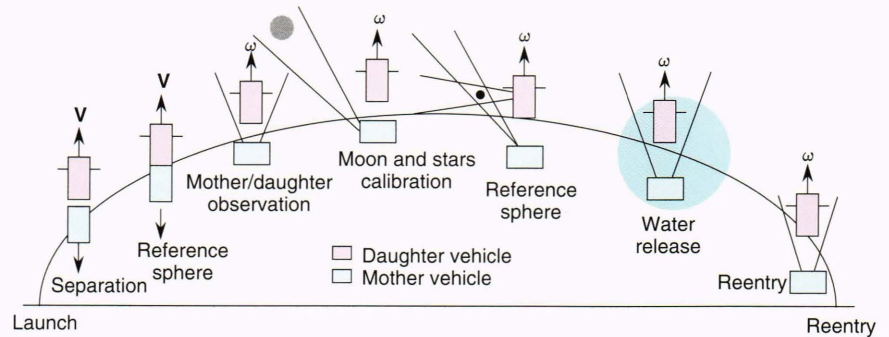 V
Separation
V
Reference
sphere
ω
Mother/daughter
observation
ω
Moon and stars
calibration
ω
Reference
sphere
ω
Water
release
ω
Reentry
Daughter vehicle
Mother vehicle
Launch
Reentry